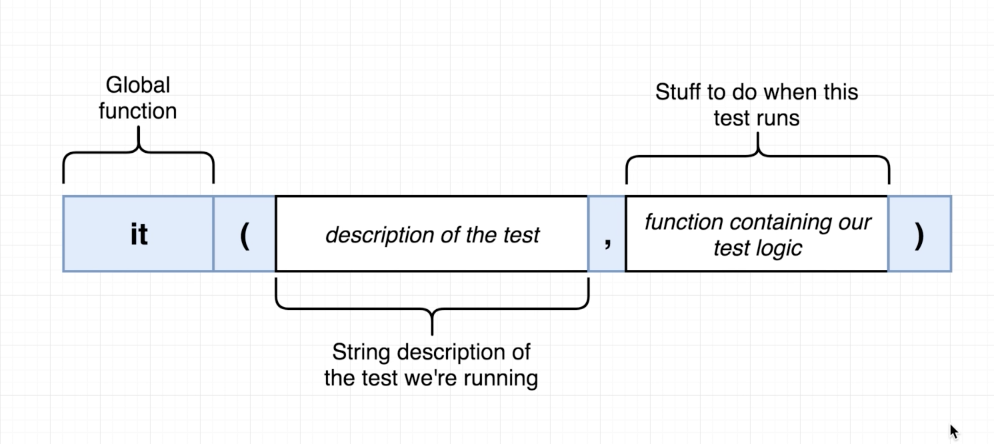 Global
function
Stuff to do when this
test runs
it ( description of the test , function containing our
test logic )
String description of
the test we're running